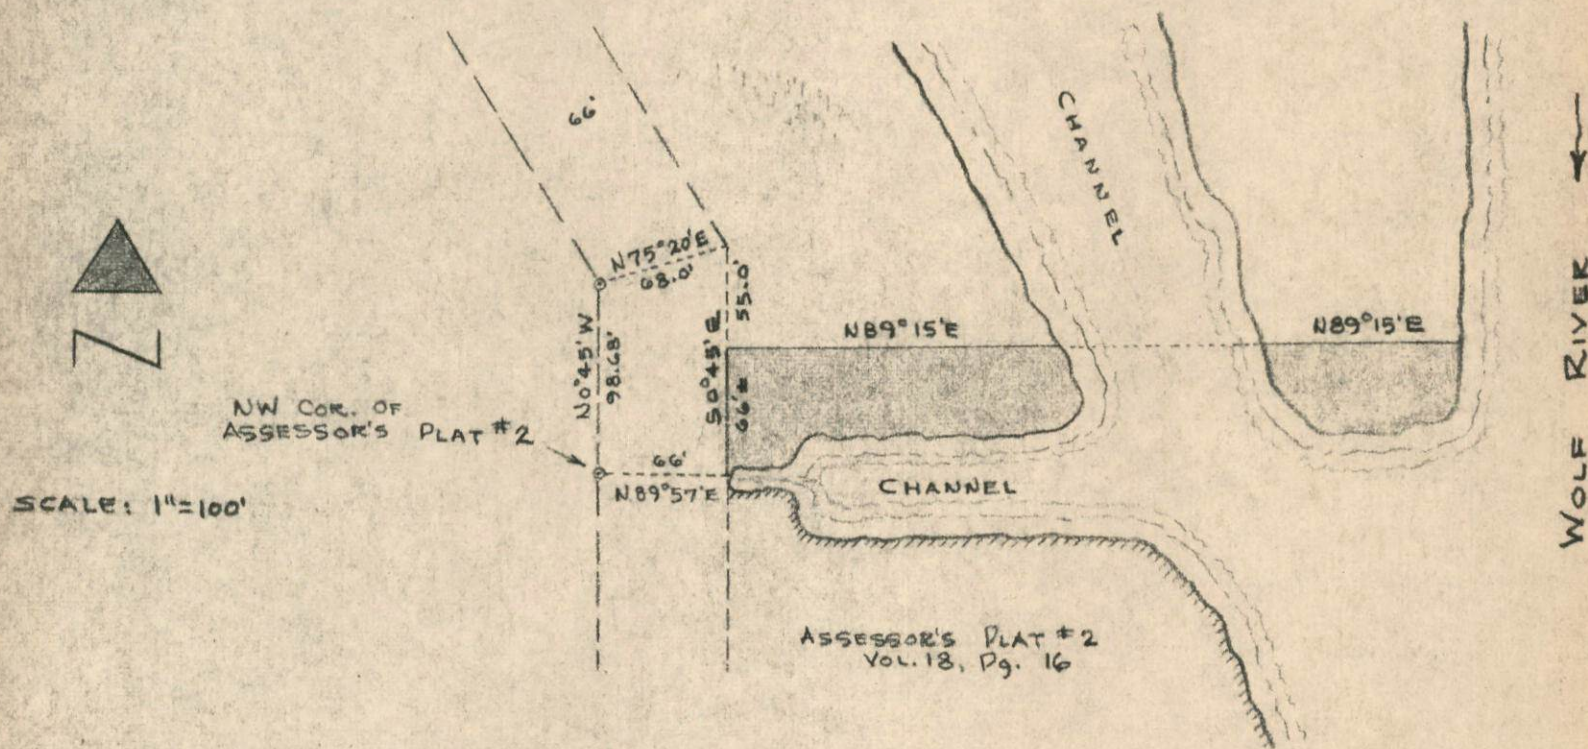 66'
CHANNEL
N75°20'E
68.0'
55.0'
N0°45'W
98.68'
S0°45'E
66'±
N89°15'E
N89°15'E
WOLF RIVER
N
NW COR. OF
ASSESSOR'S PLAT #2
66'
N89°57'E
CHANNEL
SCALE: 1"=100'
ASSESSOR'S PLAT #2
VOL. 18, Pg. 16